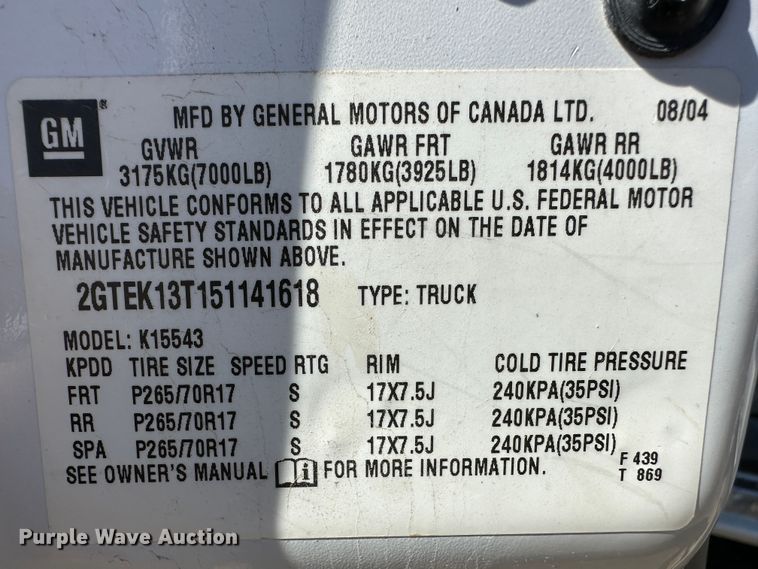 GM ® MFD BY GENERAL MOTORS OF CANADA LTD. 08/04
GVWR GAWR FRT GAWR RR
3175KG(7000LB) 1780KG(3925LB) 1814KG(4000LB)
THIS VEHICLE CONFORMS TO ALL APPLICABLE U.S. FEDERAL MOTOR
VEHICLE SAFETY STANDARDS IN EFFECT ON THE DATE OF
MANUFACTURE SHOWN ABOVE.
2GTEK13T151141618 TYPE: TRUCK
MODEL: K15543
KPDD TIRE SIZE SPEED RTG RIM COLD TIRE PRESSURE
FRT P265/70R17 S 17X7.5J 240KPA(35PSI)
RR P265/70R17 S 17X7.5J 240KPA(35PSI)
SPA P265/70R17 S 17X7.5J 240KPA(35PSI)
SEE OWNER'S MANUAL i FOR MORE INFORMATION. F 439
T 869
Purple Wave Auction